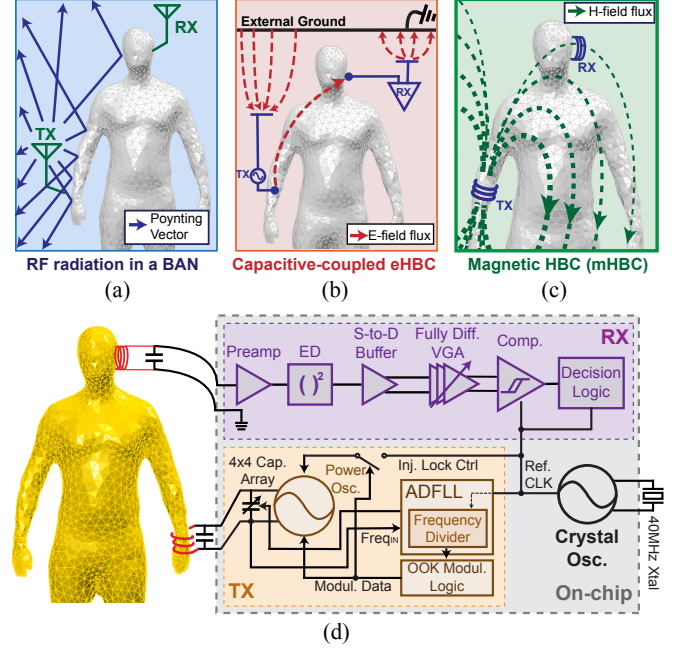 RX
TX
Poynting
Vector
RF radiation in a BAN
(a)
External Ground
RX
TX
E-field flux
Capacitive-coupled eHBC
(b)
H-field flux
RX
TX
Magnetic HBC (mHBC)
(c)
RX
Preamp
ED
S-to-D
Buffer
Fully Diff.
VGA
Comp.
( )²
Decision
Logic
4x4 Cap.
Array
Power
Osc.
Inj. Lock Ctrl
Ref.
CLK
ADFLL
Frequency
Divider
FreqIN
OOK Modul.
Logic
Modul. Data
TX
Crystal
Osc.
40MHz Xtal
On-chip
(d)